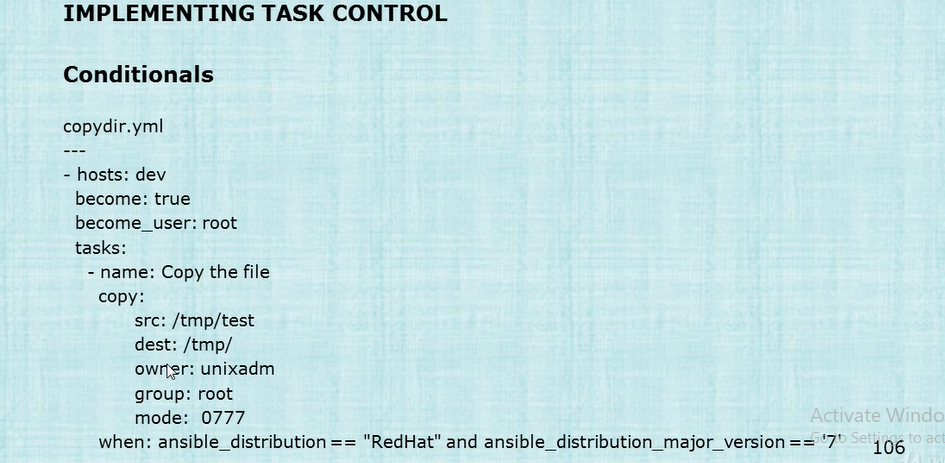 IMPLEMENTING TASK CONTROL
Conditionals
copydir.yml
---
- hosts: dev
become: true
become_user: root
tasks:
- name: Copy the file
copy:
src: /tmp/test
dest: /tmp/
owner: unixadm
group: root
mode: 0777
when: ansible_distribution == "RedHat" and ansible_distribution_major_version == '7'
Activate Windo
Go to Settings to act
106